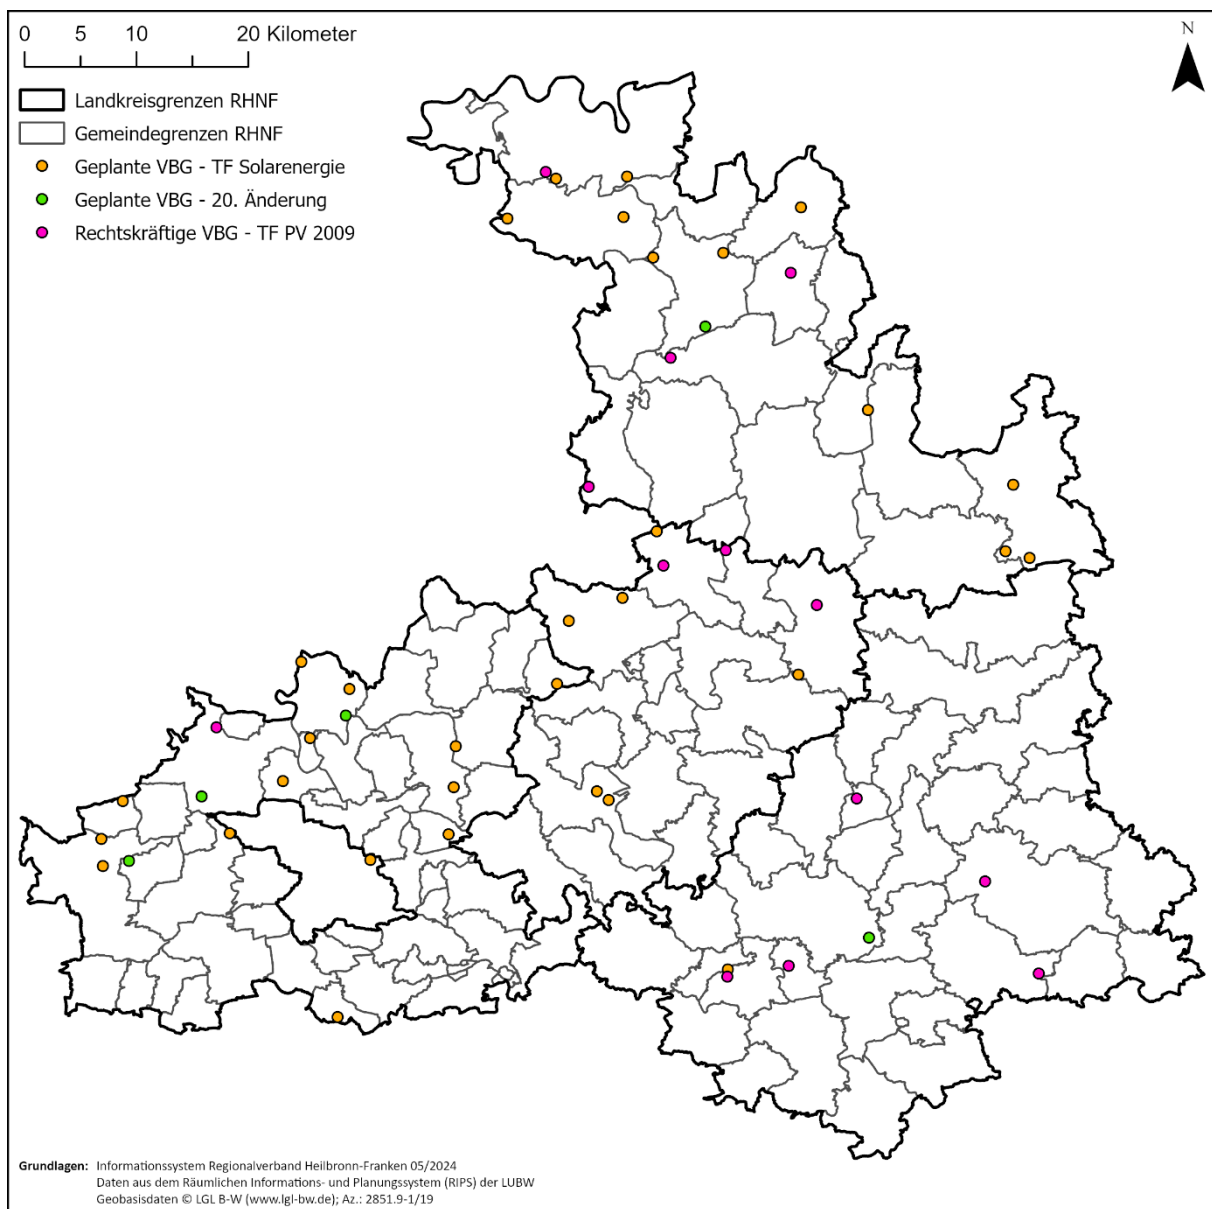 0 5 10 20 Kilometer
N
Landkreisgrenzen RHNF
Gemeindegrenzen RHNF
Geplante VBG - TF Solarenergie
Geplante VBG - 20. Änderung
Rechtskräftige VBG - TF PV 2009
Grundlagen: Informationssystem Regionalverband Heilbronn-Franken 05/2024
Daten aus dem Räumlichen Informations- und Planungssystem (RIPS) der LUBW
Geobasisdaten © LGL B-W (www.lgl-bw.de); Az.: 2851.9-1/19